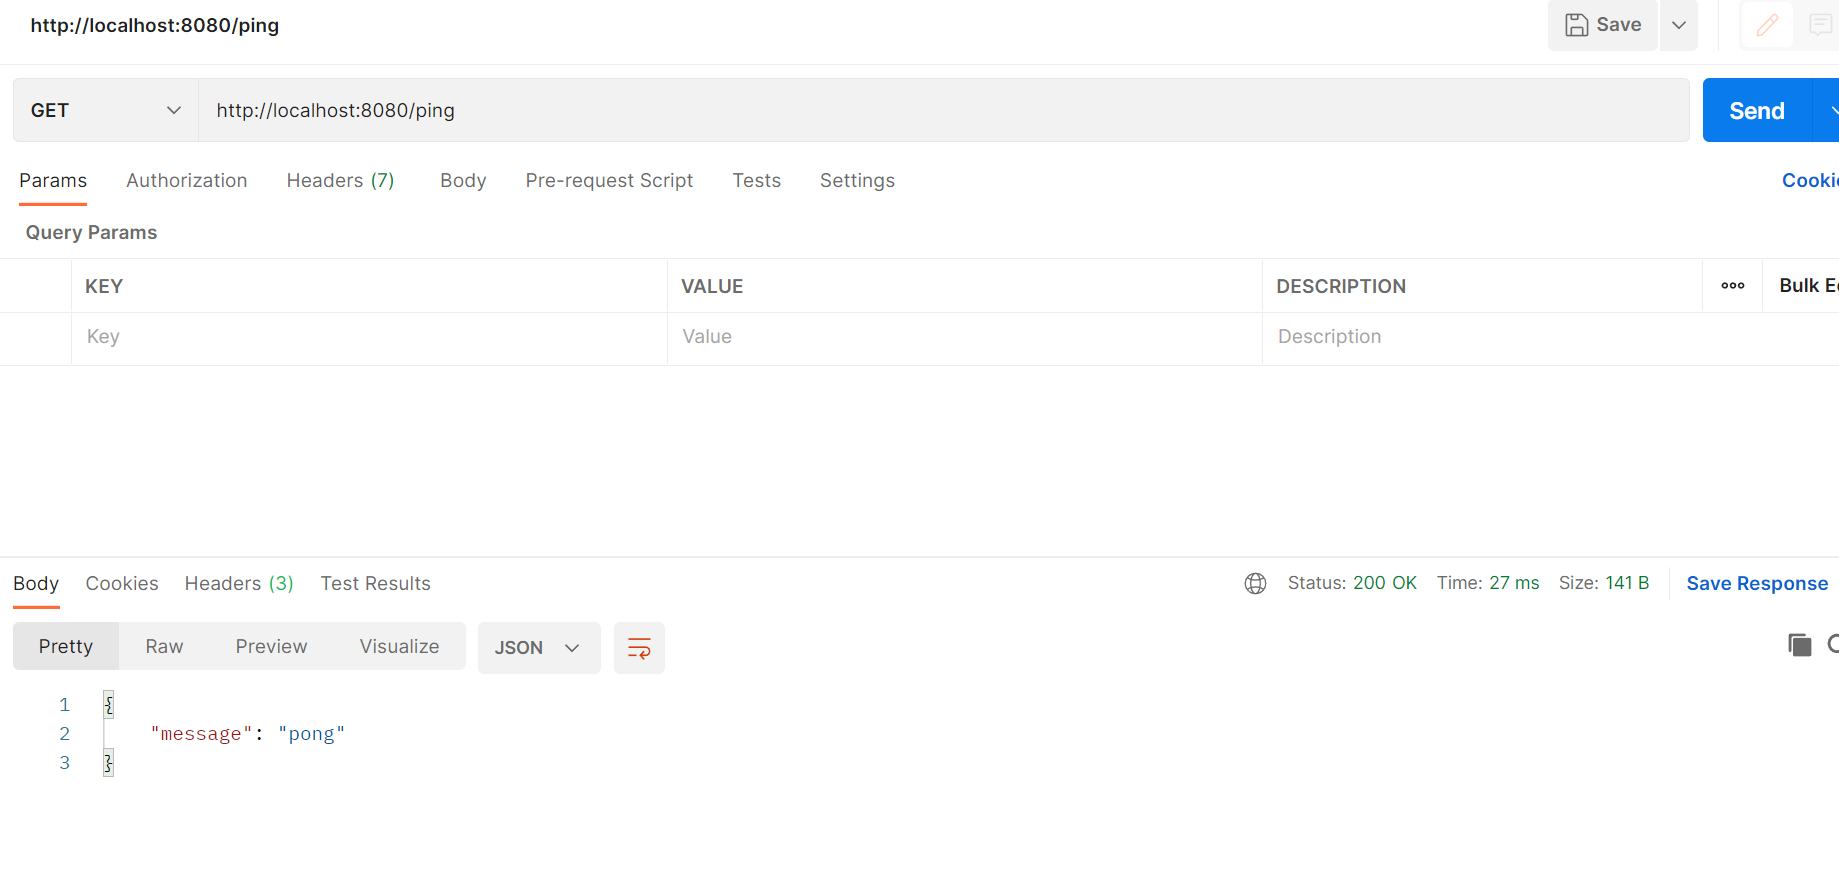 http://localhost:8080/ping
Save
GET
http://localhost:8080/ping
Send
Params Authorization Headers (7) Body Pre-request Script Tests Settings
Query Params
KEY VALUE DESCRIPTION Bulk
Key Value Description
Body Cookies Headers (3) Test Results Status: 200 OK Time: 27 ms Size: 141 B Save Response
Pretty Raw Preview Visualize JSON
1 {
2 "message": "pong"
3 }